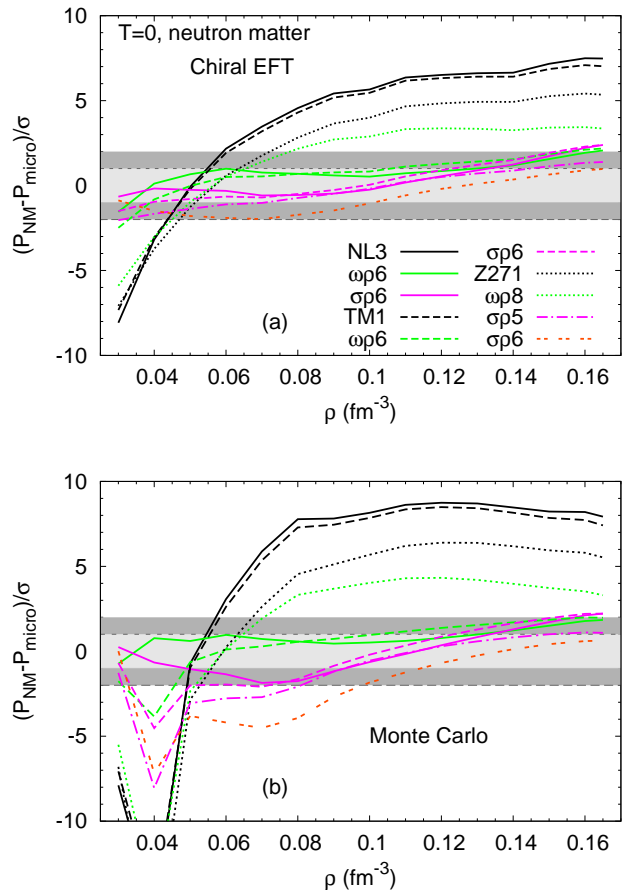 10
5
0
-5
-10
(P_NM-P_micro)/σ
T=0, neutron matter
Chiral EFT
NL3
ωρ6
σρ6
TM1
ωρ6
σρ6
Z271
ωρ8
σρ5
σρ6
(a)
0.04 0.06 0.08 0.1 0.12 0.14 0.16
ρ (fm^-3)
10
5
0
-5
-10
(P_NM-P_micro)/σ
Monte Carlo
(b)
0.04 0.06 0.08 0.1 0.12 0.14 0.16
ρ (fm^-3)